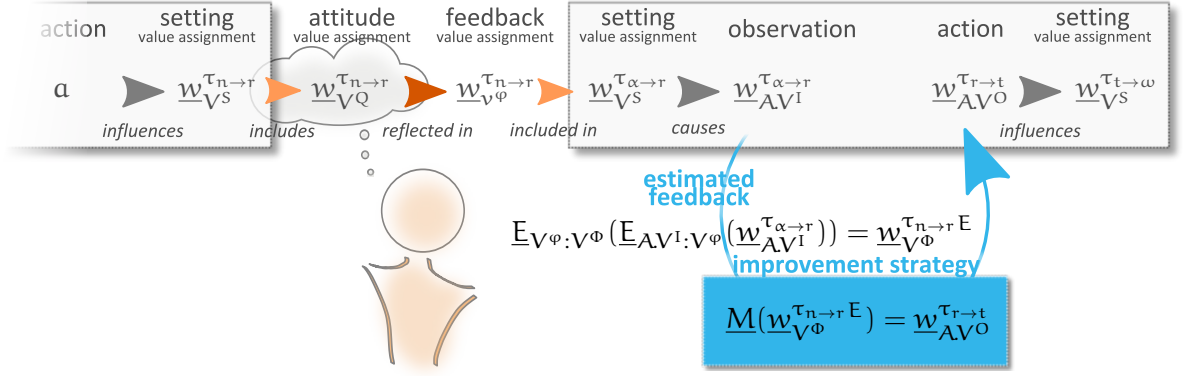 action
setting
value assignment
attitude
value assignment
feedback
value assignment
setting
value assignment
observation
action
setting
value assignment
a
w_{V^S}^{τ_{n→r}}
w_{V^Q}^{τ_{n→r}}
w_{v^φ}^{τ_{n→r}}
w_{V^S}^{τ_{α→r}}
w_{AV^I}^{τ_{α→r}}
w_{AV^O}^{τ_{r→t}}
w_{V^S}^{τ_{t→ω}}
influences
includes
reflected in
included in
causes
influences
estimated
feedback
E_{V^φ:V^Φ}(E_{AV^I:V^φ}(w_{AV^I}^{τ_{α→r}})) = w_{V^Φ}^{τ_{n→r} E}
improvement strategy
M(w_{V^Φ}^{τ_{n→r} E}) = w_{AV^O}^{τ_{r→t}}